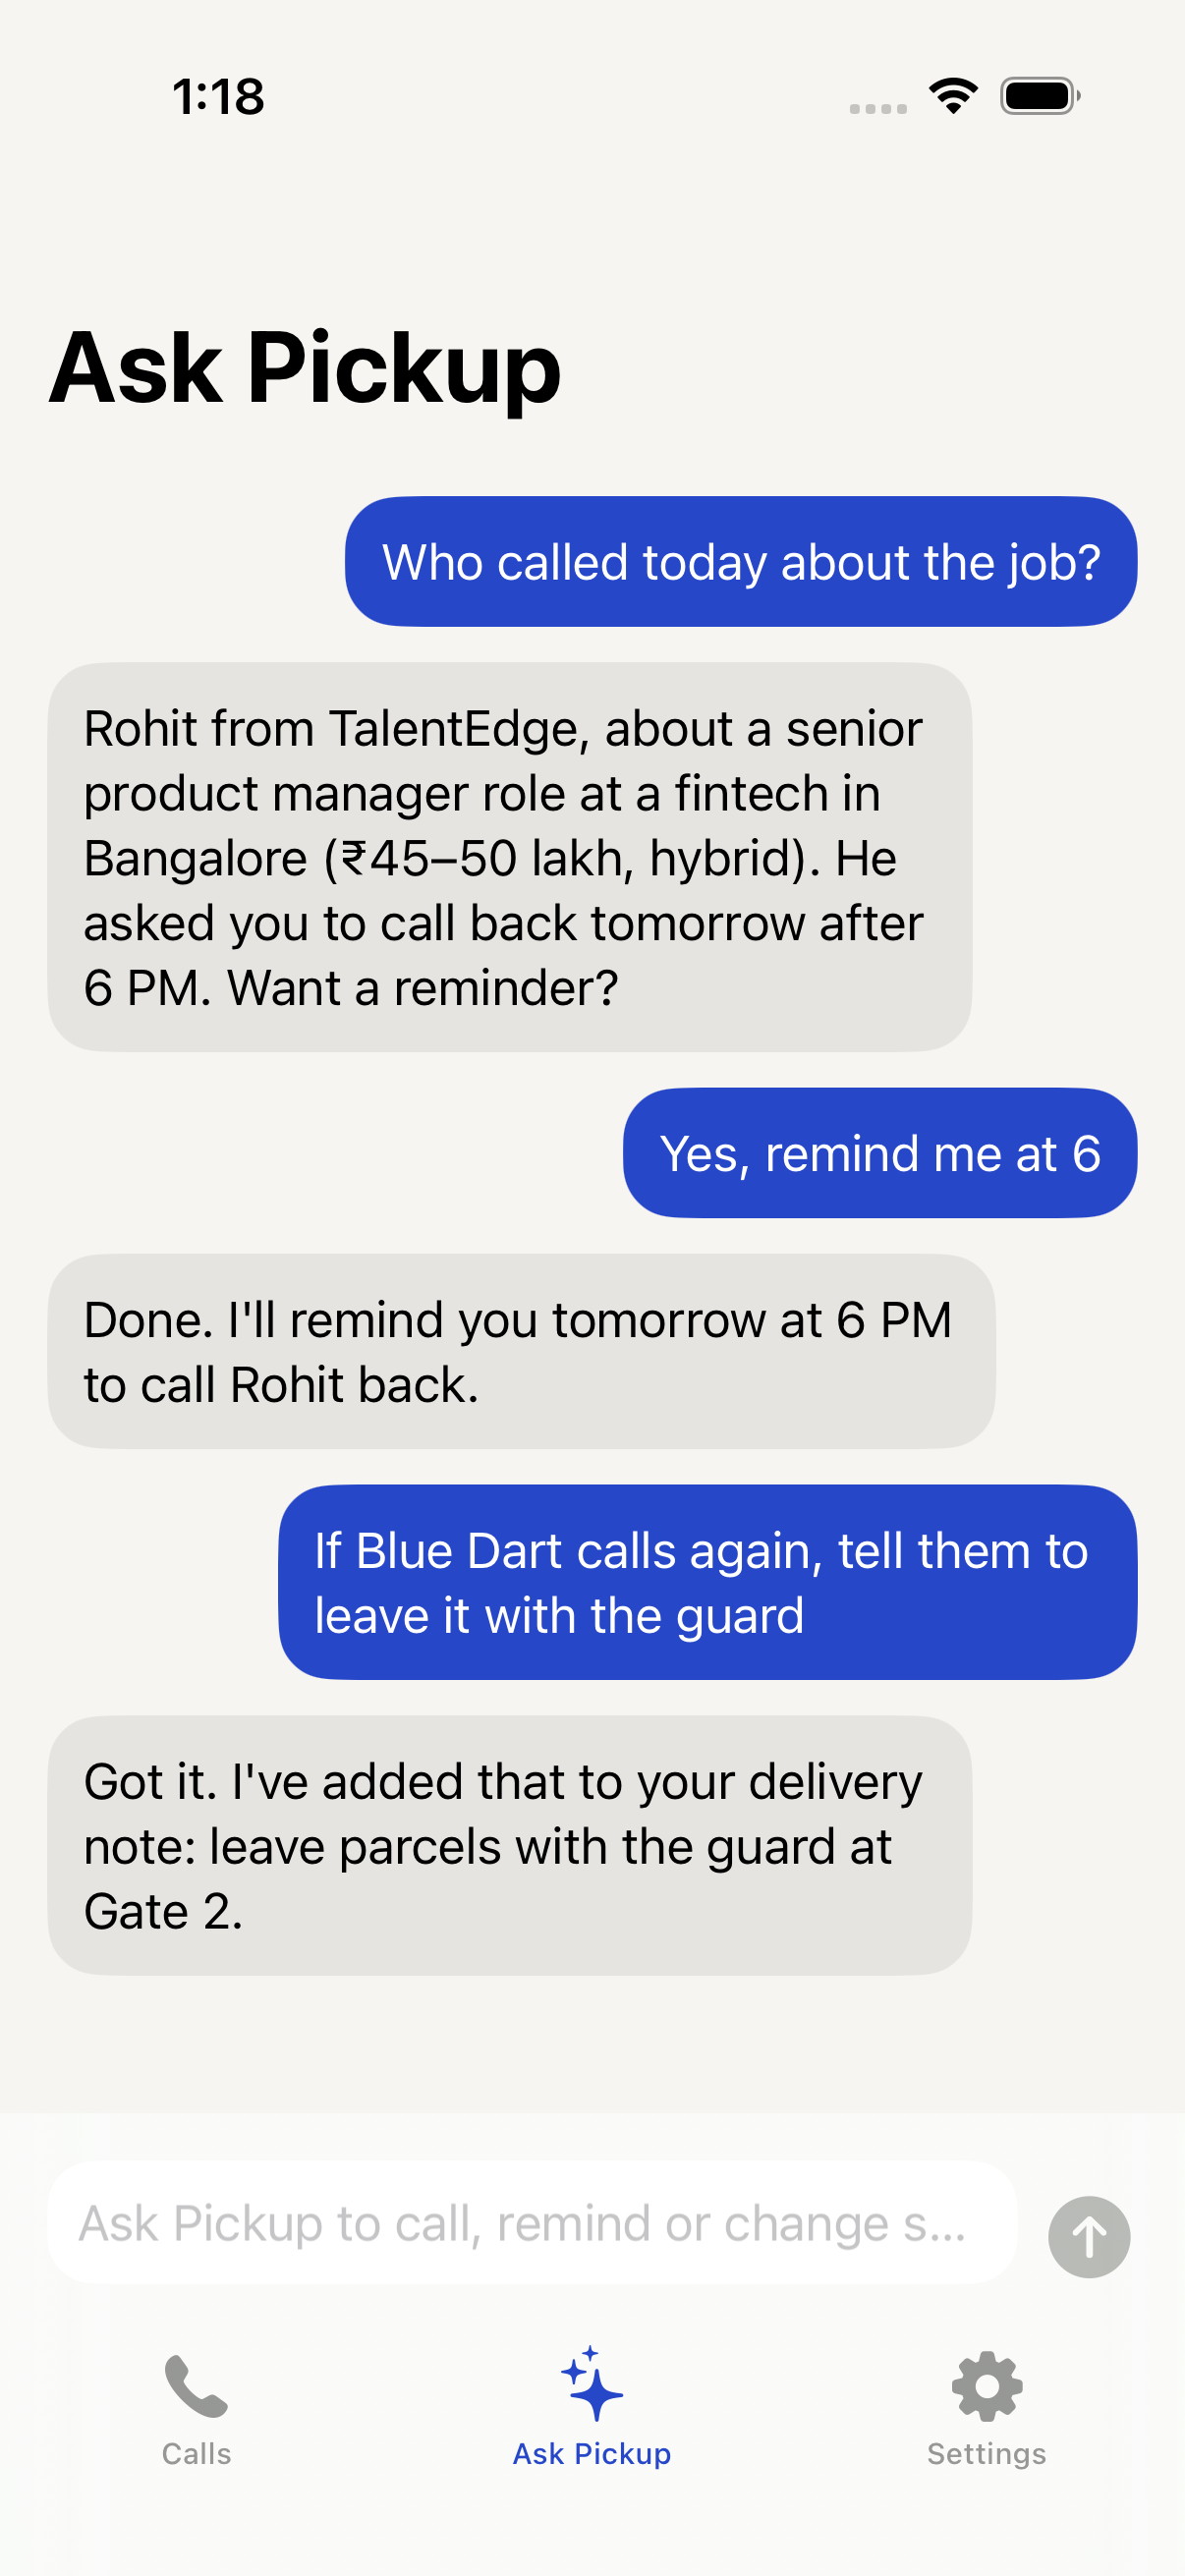 1:18
Ask Pickup
Who called today about the job?
Rohit from TalentEdge, about a senior
product manager role at a fintech in
Bangalore (₹45–50 lakh, hybrid). He
asked you to call back tomorrow after
6 PM. Want a reminder?
Yes, remind me at 6
Done. I'll remind you tomorrow at 6 PM
to call Rohit back.
If Blue Dart calls again, tell them to
leave it with the guard
Got it. I've added that to your delivery
note: leave parcels with the guard at
Gate 2.
Ask Pickup to call, remind or change s...
Calls
Ask Pickup
Settings